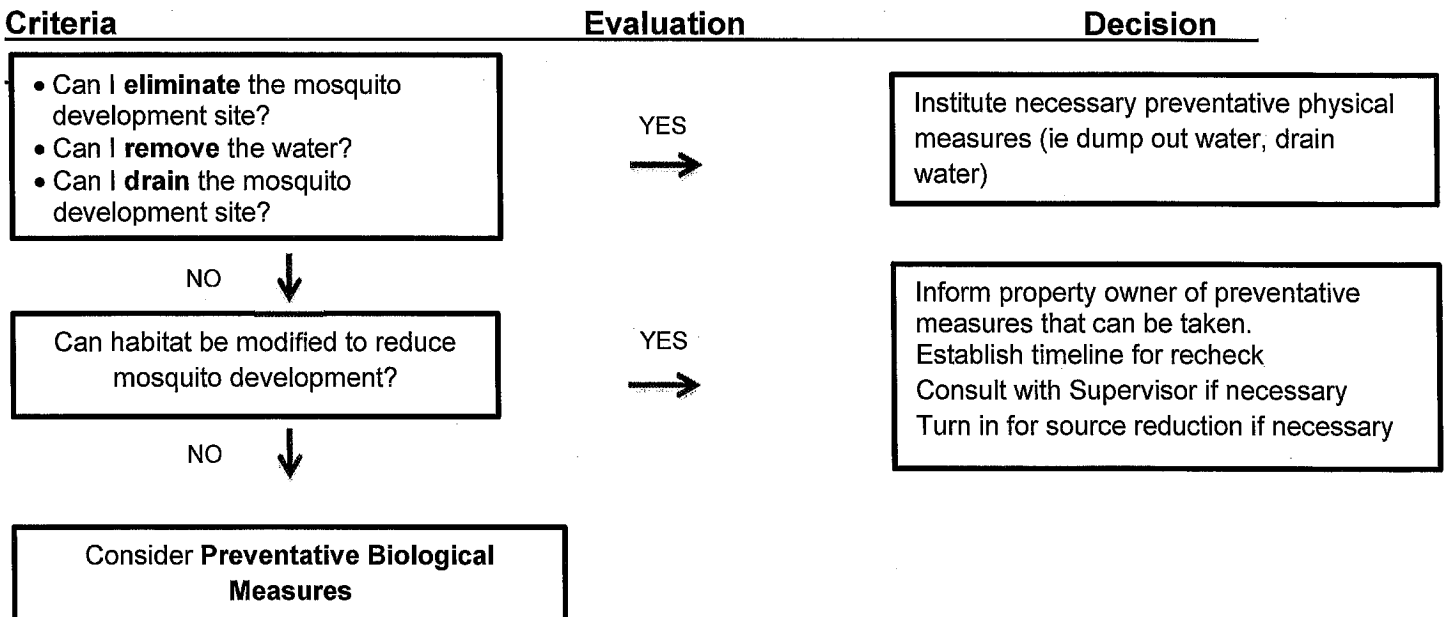 Criteria Evaluation Decision
• Can I eliminate the mosquito
development site?
• Can I remove the water?
• Can I drain the mosquito
development site?
YES
Institute necessary preventative physical
measures (ie dump out water, drain
water)
NO
Can habitat be modified to reduce
mosquito development?
YES
Inform property owner of preventative
measures that can be taken.
Establish timeline for recheck
Consult with Supervisor if necessary
Turn in for source reduction if necessary
NO
Consider Preventative Biological
Measures